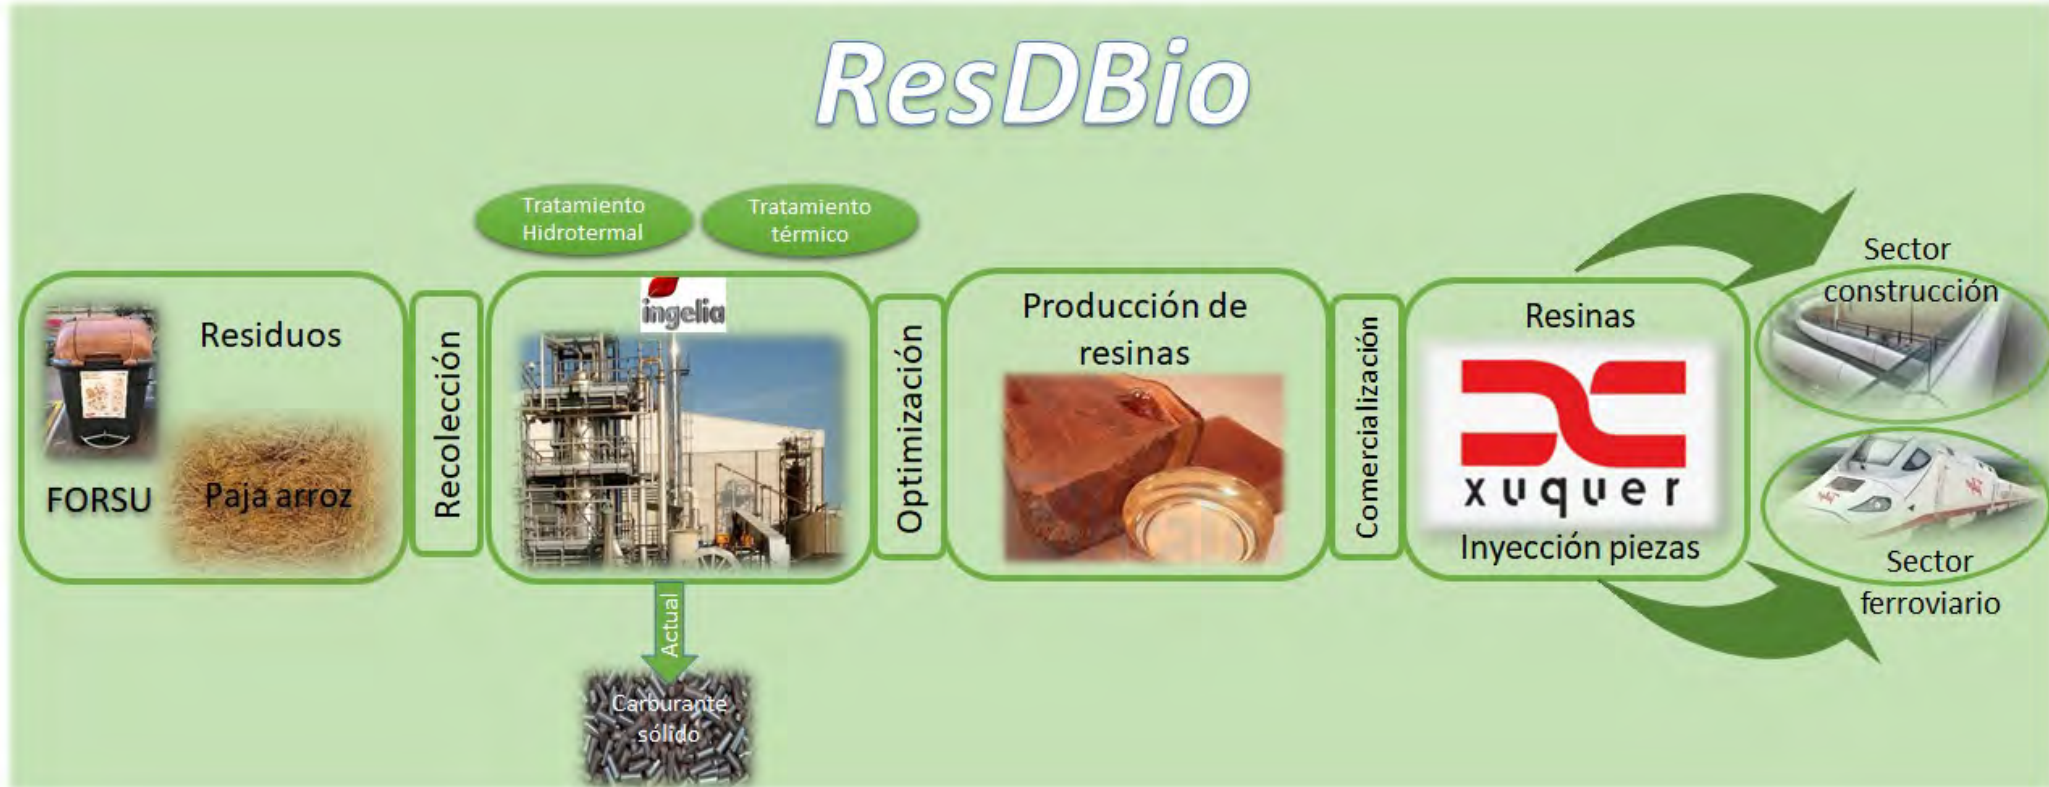 ResDBio
Tratamiento
Hidrotermal
Tratamiento
térmico
Residuos
FORSU
Paja arroz
Recolección
ingelia
Actual
Carburante
sólido
Optimización
Producción de
resinas
Comercialización
Resinas
xuquer
Inyección piezas
Sector
construcción
Sector
ferroviario